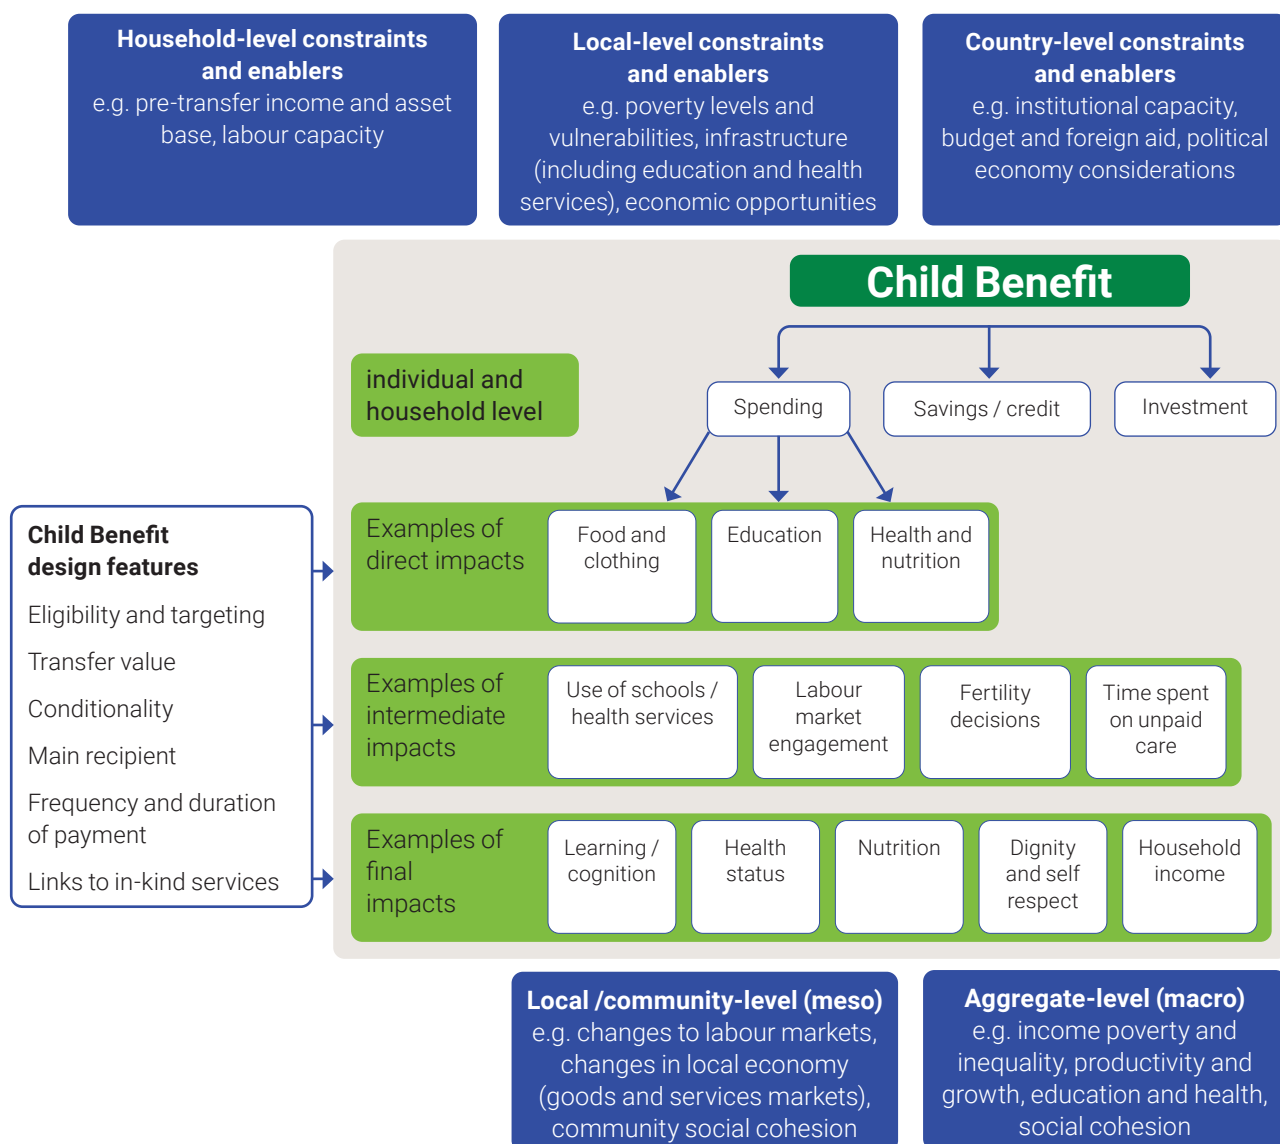 Household-level constraints
and enablers
e.g. pre-transfer income and asset
base, labour capacity
Local-level constraints
and enablers
e.g. poverty levels and
vulnerabilities, infrastructure
(including education and health
services), economic opportunities
Country-level constraints
and enablers
e.g. institutional capacity,
budget and foreign aid, political
economy considerations
Child Benefit
individual and
household level
Spending
Savings / credit
Investment
Child Benefit
design features
Eligibility and targeting
Transfer value
Conditionality
Main recipient
Frequency and duration
of payment
Links to in-kind services
Examples of
direct impacts
Food and
clothing
Education
Health and
nutrition
Examples of
intermediate
impacts
Use of schools /
health services
Labour
market
engagement
Fertility
decisions
Time spent
on unpaid
care
Examples of
final
impacts
Learning /
cognition
Health
status
Nutrition
Dignity
and self
respect
Household
income
Local /community-level (meso)
e.g. changes to labour markets,
changes in local economy
(goods and services markets),
community social cohesion
Aggregate-level (macro)
e.g. income poverty and
inequality, productivity and
growth, education and health,
social cohesion